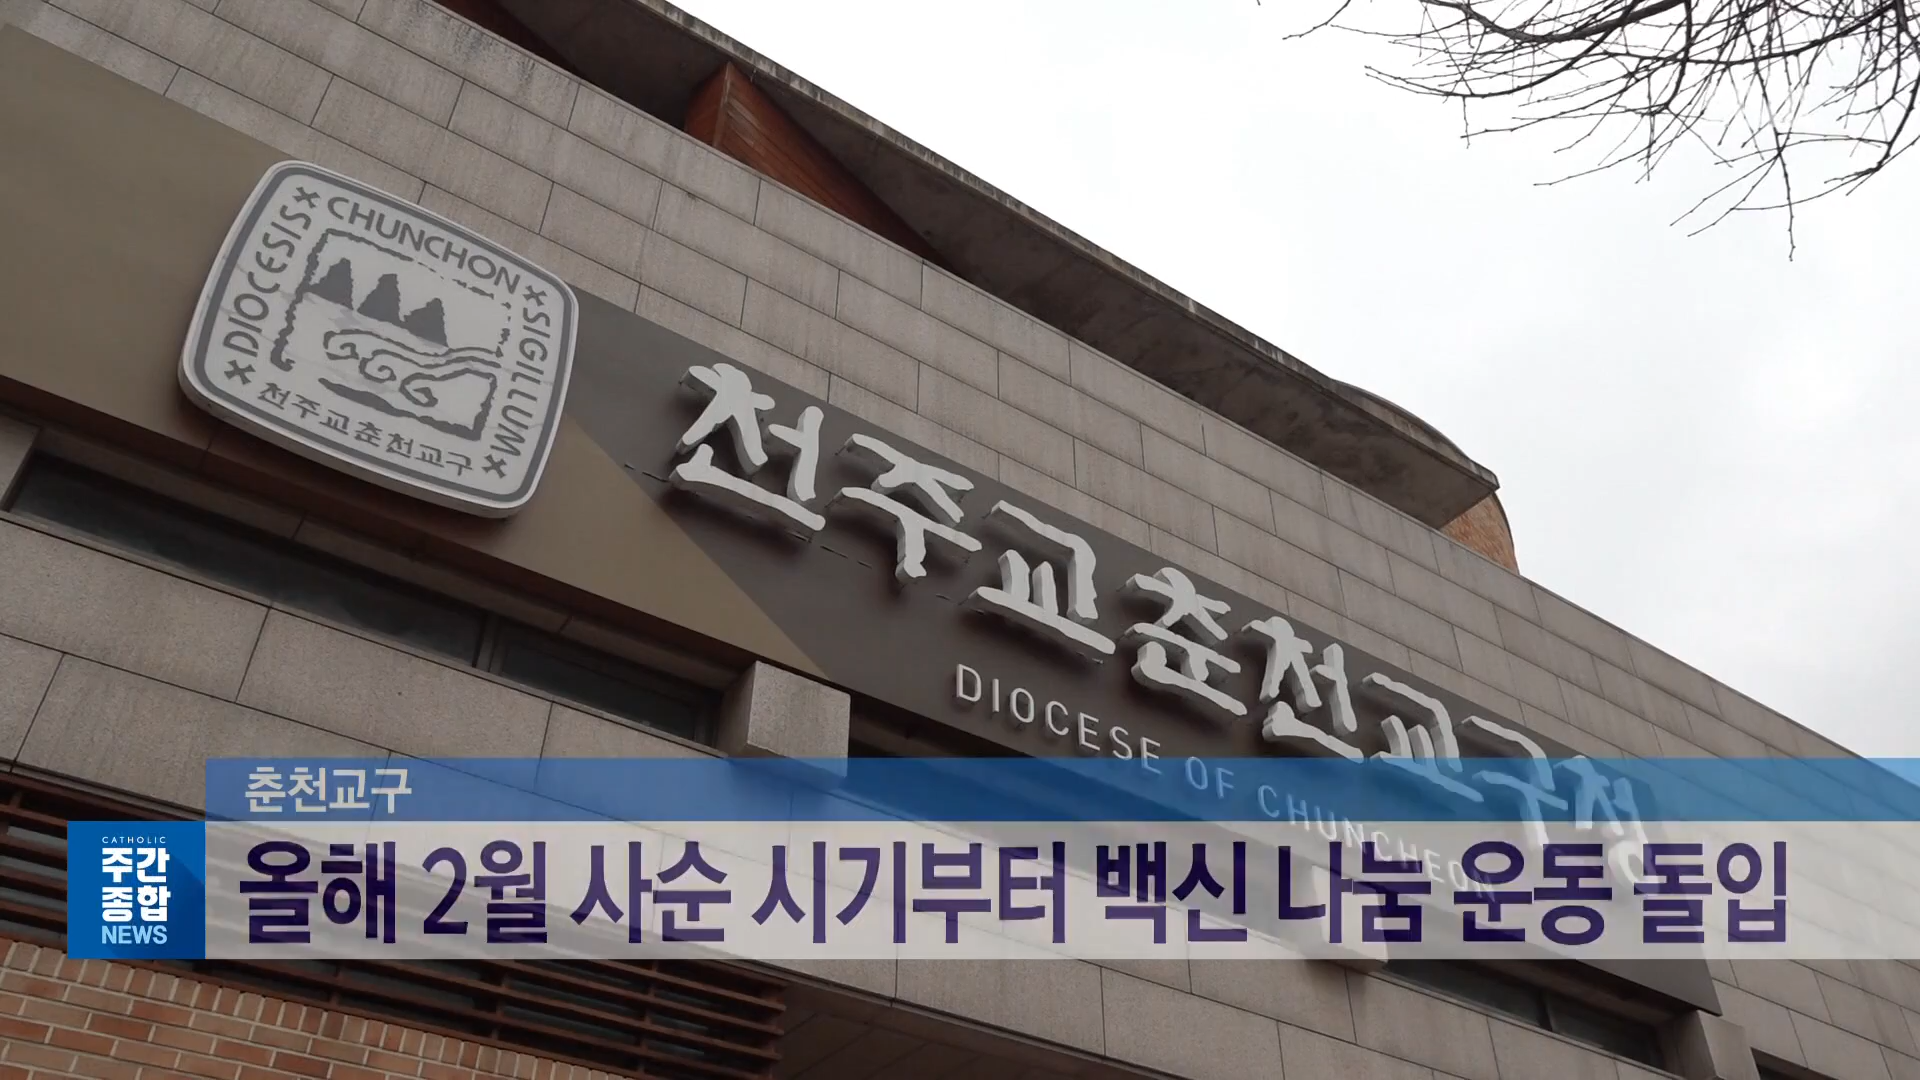 DIOCESIS CHUNCHON SIGILLUM
천주교춘천교구
천주교춘천교구청
DIOCESE OF CHUNCHEON
춘천교구
CATHOLIC
주간
종합
NEWS
올해 2월 사순 시기부터 백신 나눔 운동 돌입